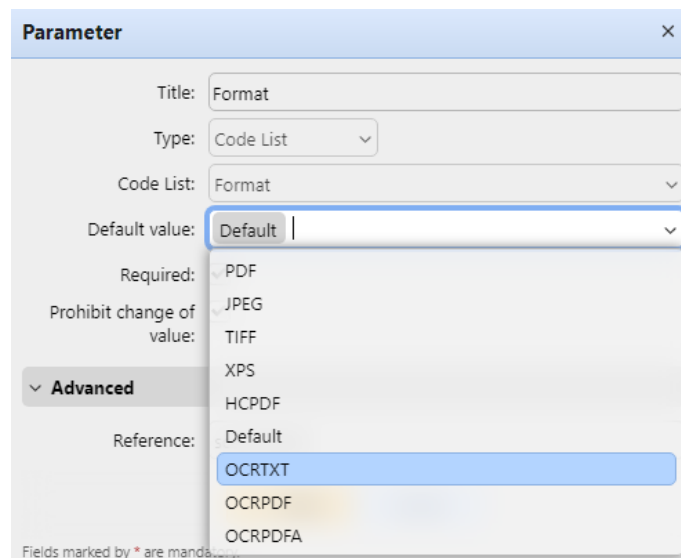 Parameter
Title: Format
Type: Code List
Code List: Format
Default value: Default
Required:
PDF
Prohibit change of value:
JPEG
TIFF
XPS
Advanced
HCPDF
Reference:
Default
OCRTXT
OCRPDF
OCRPDFA
Fields marked by * are mandatory.